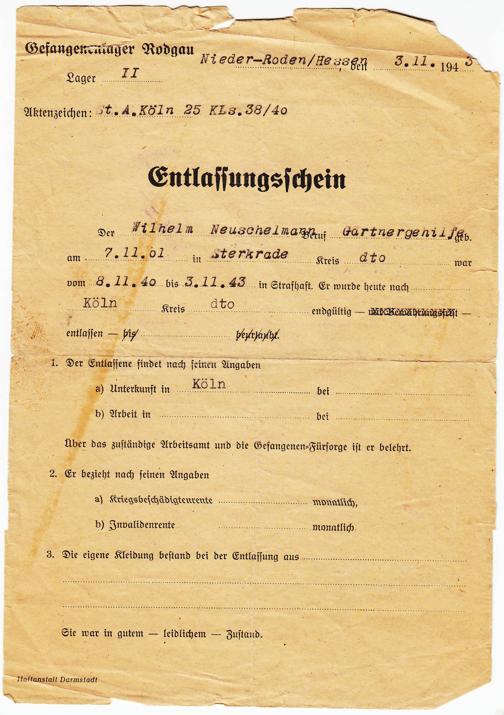 Gefangenenlager Rodgau
Nieder-Roden/Hessen, den 3.11. 1943
Lager II
Aktenzeichen: St.A.Köln 25 KLs.38/40
Entlassungsschein
Der Wilhelm Neuschelmann Beruf Gärtnergehilfe geb.
am 7.11.01 in Sterkrade Kreis dto war
vom 8.11.40 bis 3.11.43 in Strafhaft. Er wurde heute nach
Köln Kreis dto endgültig — mit Bewährungsfrist —
entlassen — bis beurlaubt.
1. Der Entlassene findet nach seinen Angaben
a) Unterkunft in Köln bei
b) Arbeit in bei
Über das zuständige Arbeitsamt und die Gefangenen-Fürsorge ist er belehrt.
2. Er bezieht nach seinen Angaben
a) Kriegsbeschädigtenrente monatlich,
b) Invalidenrente monatlich
3. Die eigene Kleidung bestand bei der Entlassung aus
Sie war in gutem — leidlichem — Zustand.
Haftanstalt Darmstadt